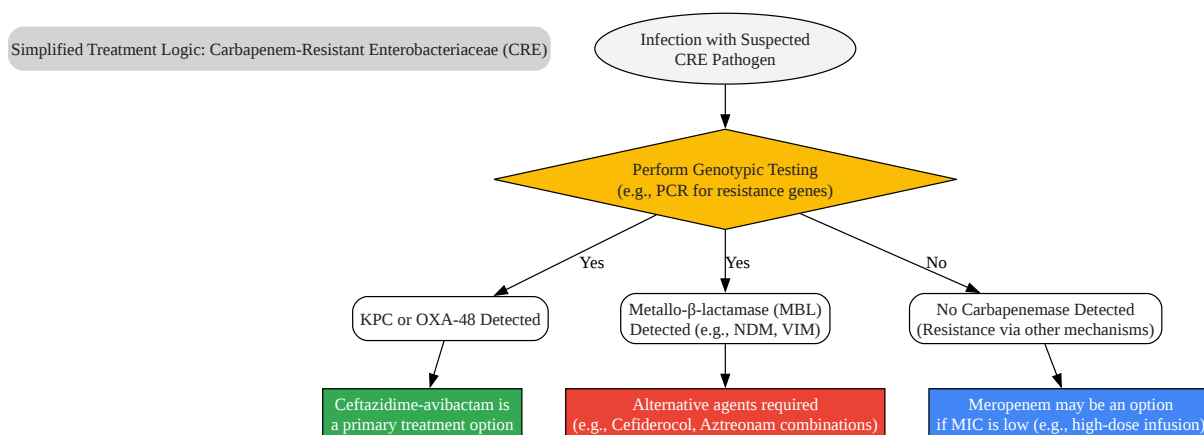 Simplified Treatment Logic: Carbapenem-Resistant Enterobacteriaceae (CRE)
Infection with Suspected
CRE Pathogen
Perform Genotypic Testing
(e.g., PCR for resistance genes)
Yes
Yes
No
KPC or OXA-48 Detected
Metallo-β-lactamase (MBL)
Detected (e.g., NDM, VIM)
No Carbapenemase Detected
(Resistance via other mechanisms)
Ceftazidime-avibactam is
a primary treatment option
Alternative agents required
(e.g., Cefiderocol, Aztreonam combinations)
Meropenem may be an option
if MIC is low (e.g., high-dose infusion)